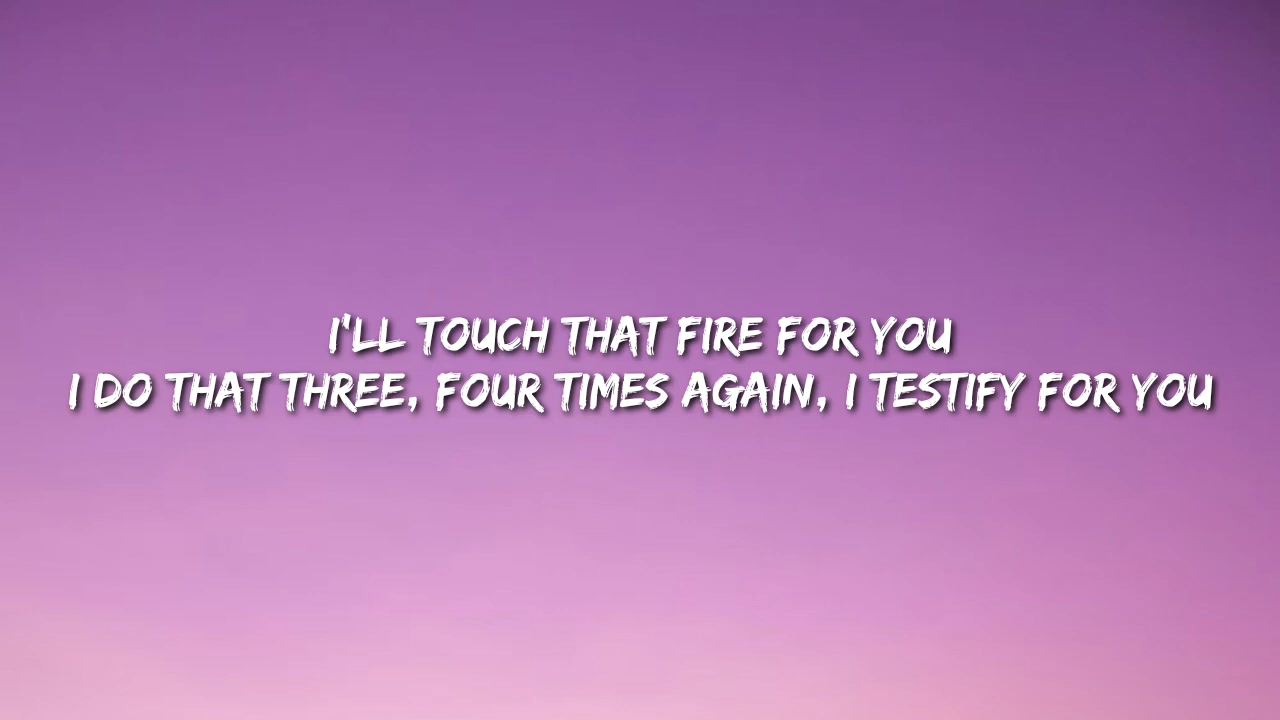 I'LL TOUCH THAT FIRE FOR YOU
I DO THAT THREE, FOUR TIMES AGAIN, I TESTIFY FOR YOU